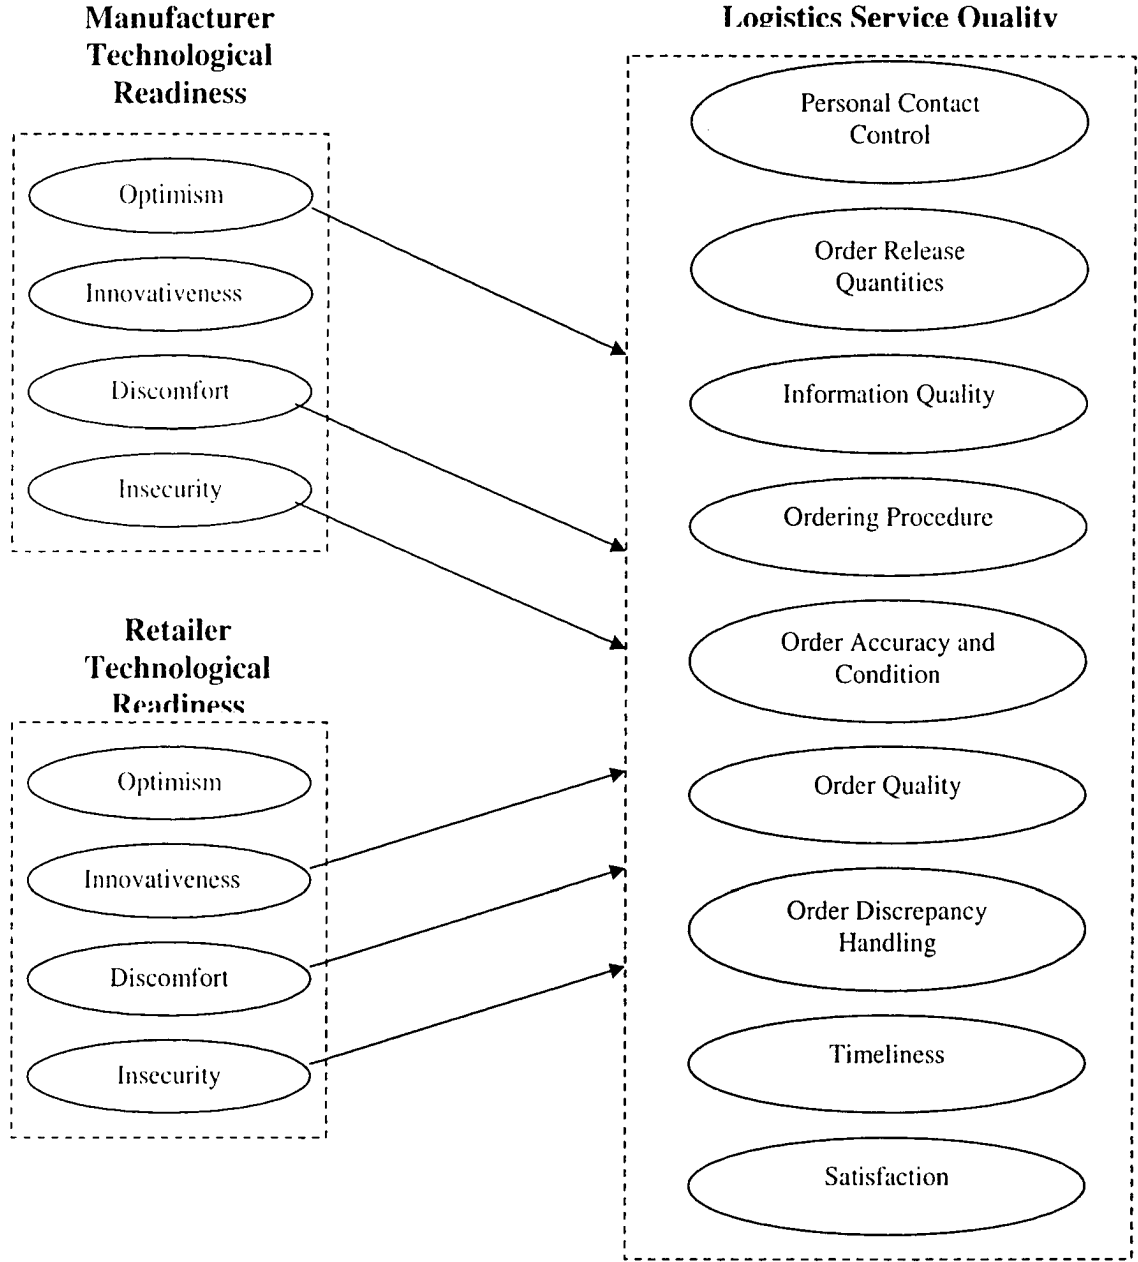 Manufacturer
Technological
Readiness
Optimism
Innovativeness
Discomfort
Insecurity
Retailer
Technological
Readiness
Optimism
Innovativeness
Discomfort
Insecurity
Logistics Service Quality
Personal Contact
Control
Order Release
Quantities
Information Quality
Ordering Procedure
Order Accuracy and
Condition
Order Quality
Order Discrepancy
Handling
Timeliness
Satisfaction